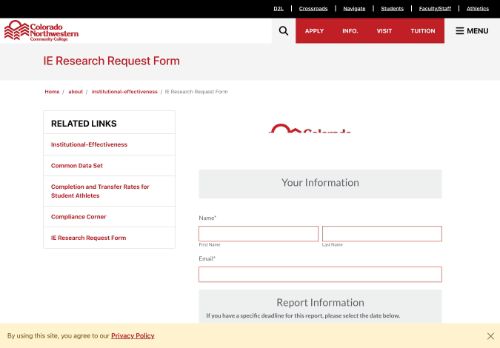 D2L | Crossroads | Navigate | Students | Faculty/Staff | Athletics
Colorado
Northwestern
Community College
APPLY INFO. VISIT TUITION MENU
IE Research Request Form
Home / about / institutional-effectiveness / IE Research Request Form
RELATED LINKS
Institutional-Effectiveness
Common Data Set
Completion and Transfer Rates for
Student Athletes
Compliance Corner
IE Research Request Form
Colorado
Your Information
Name*
First Name Last Name
Email*
Report Information
If you have a specific deadline for this report, please select the date below.
By using this site, you agree to our Privacy Policy